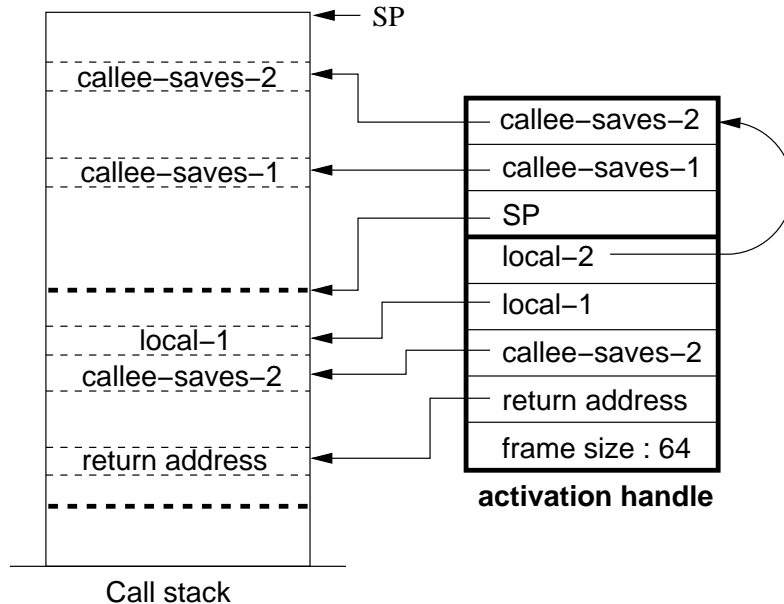 SP
callee−saves−2
callee−saves−1
local−1
callee−saves−2
return address
Call stack
callee−saves−2
callee−saves−1
SP
local−2
local−1
callee−saves−2
return address
frame size : 64
activation handle